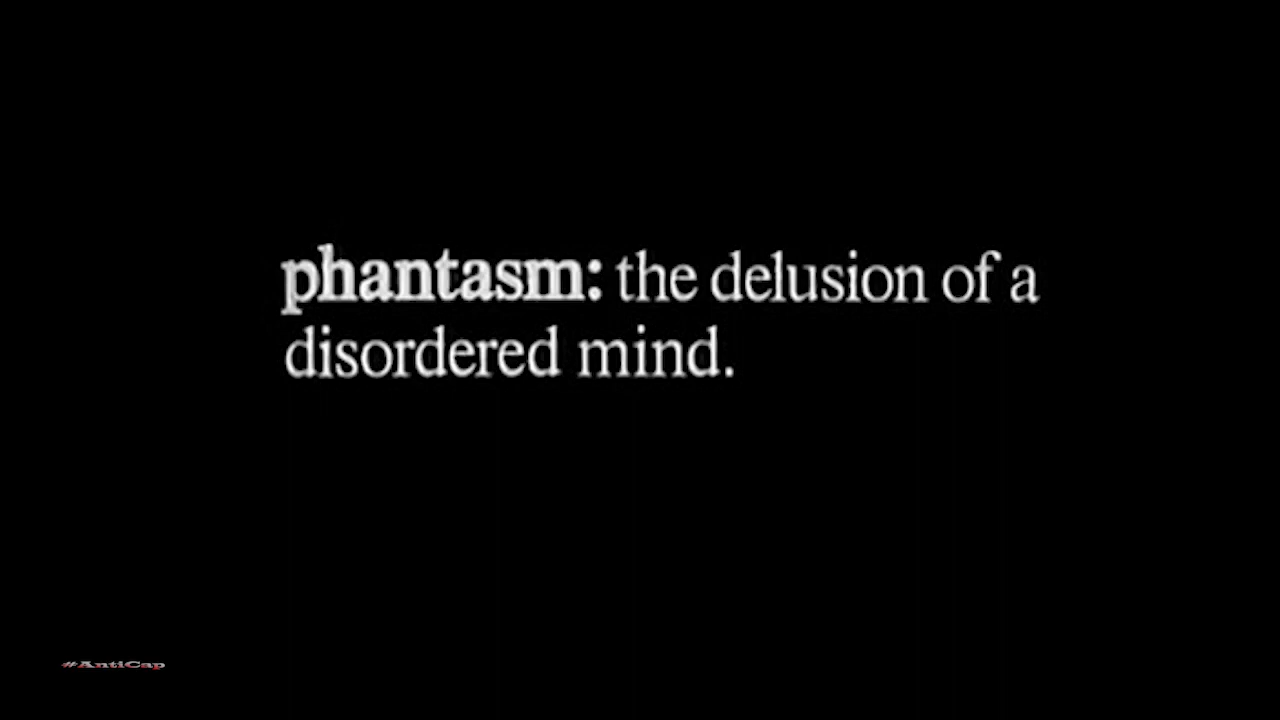 phantasm: the delusion of a
disordered mind.
#AntiCap